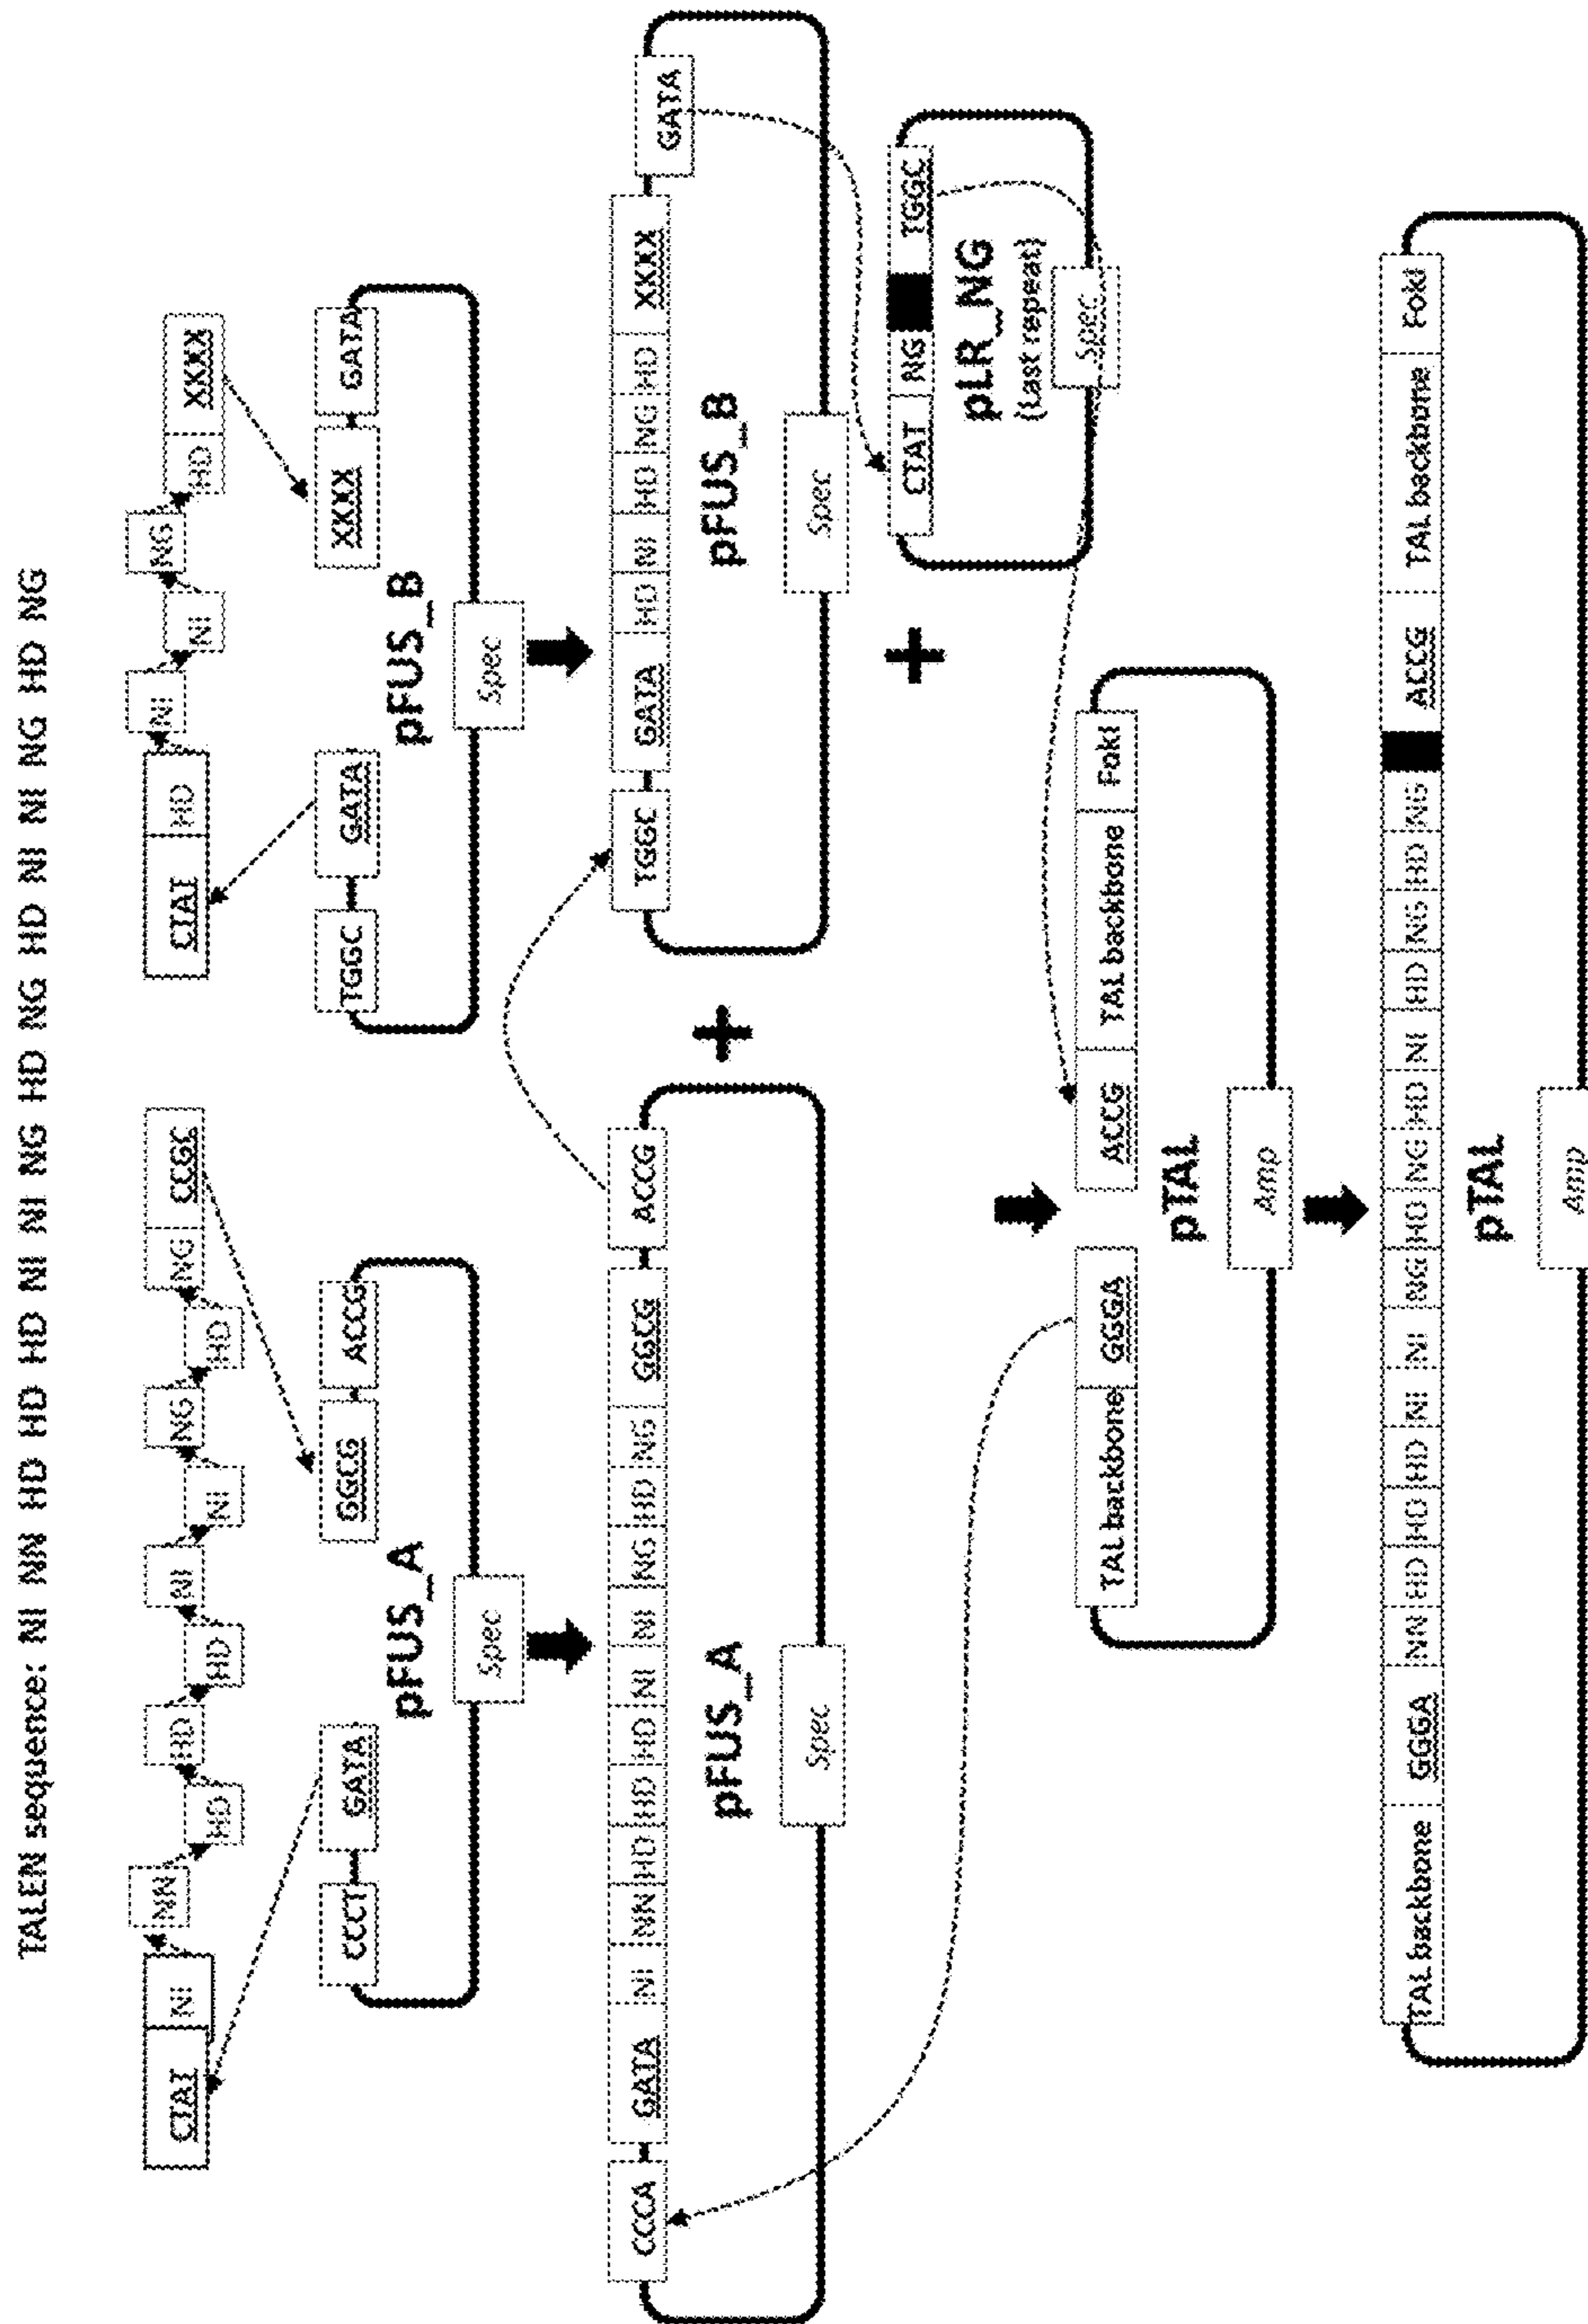 TALEN sequence: NI NN HD HD HD NI NI NG HD NG HD NI NI NG HD NG
CTAT NI NN HD HD HD NI NI NG HD NG CCGC
CTAT HD NI NI NG HD XXXX
CCCT GATA GGCG ACCG
pFUS_A
Spec
TGGC GATA XXXX GATA
pFUS_B
Spec
CCCA GATA NI NN HD HD HD NI NI NG HD NG GGCG ACCG
pFUS_A
Spec
+
TGGC GATA HD NI HD NG HD XXXX GATA
pFUS_B
Spec
+
CTAT NG TGGC
pLR_NG
(Last repeat)
Spec
TAL backbone GGGA ACCG TAL backbone FokI
pTAL
Amp
TAL backbone GGGA NN HD HD HD NI NI NG HD NG HD NI HD NG HD NG ACCG TAL backbone FokI
pTAL
Amp